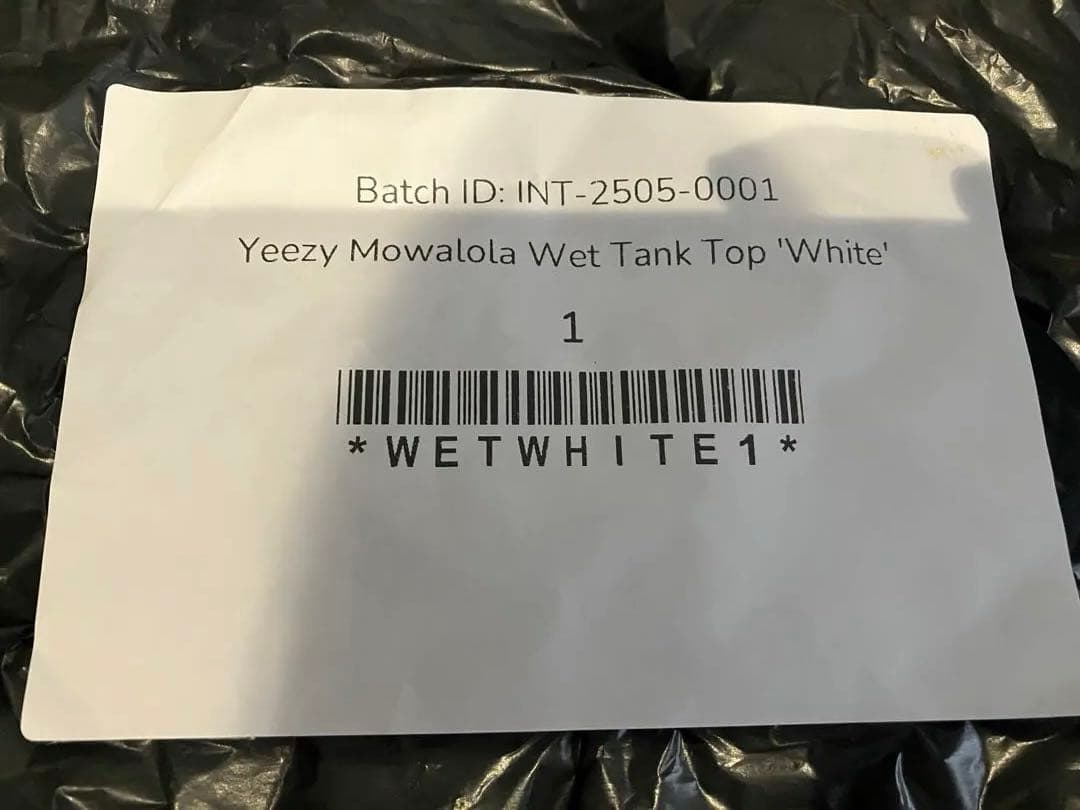 Batch ID: INT-2505-0001
Yeezy Mowalola Wet Tank Top 'White'
1
*WETWHITE1*